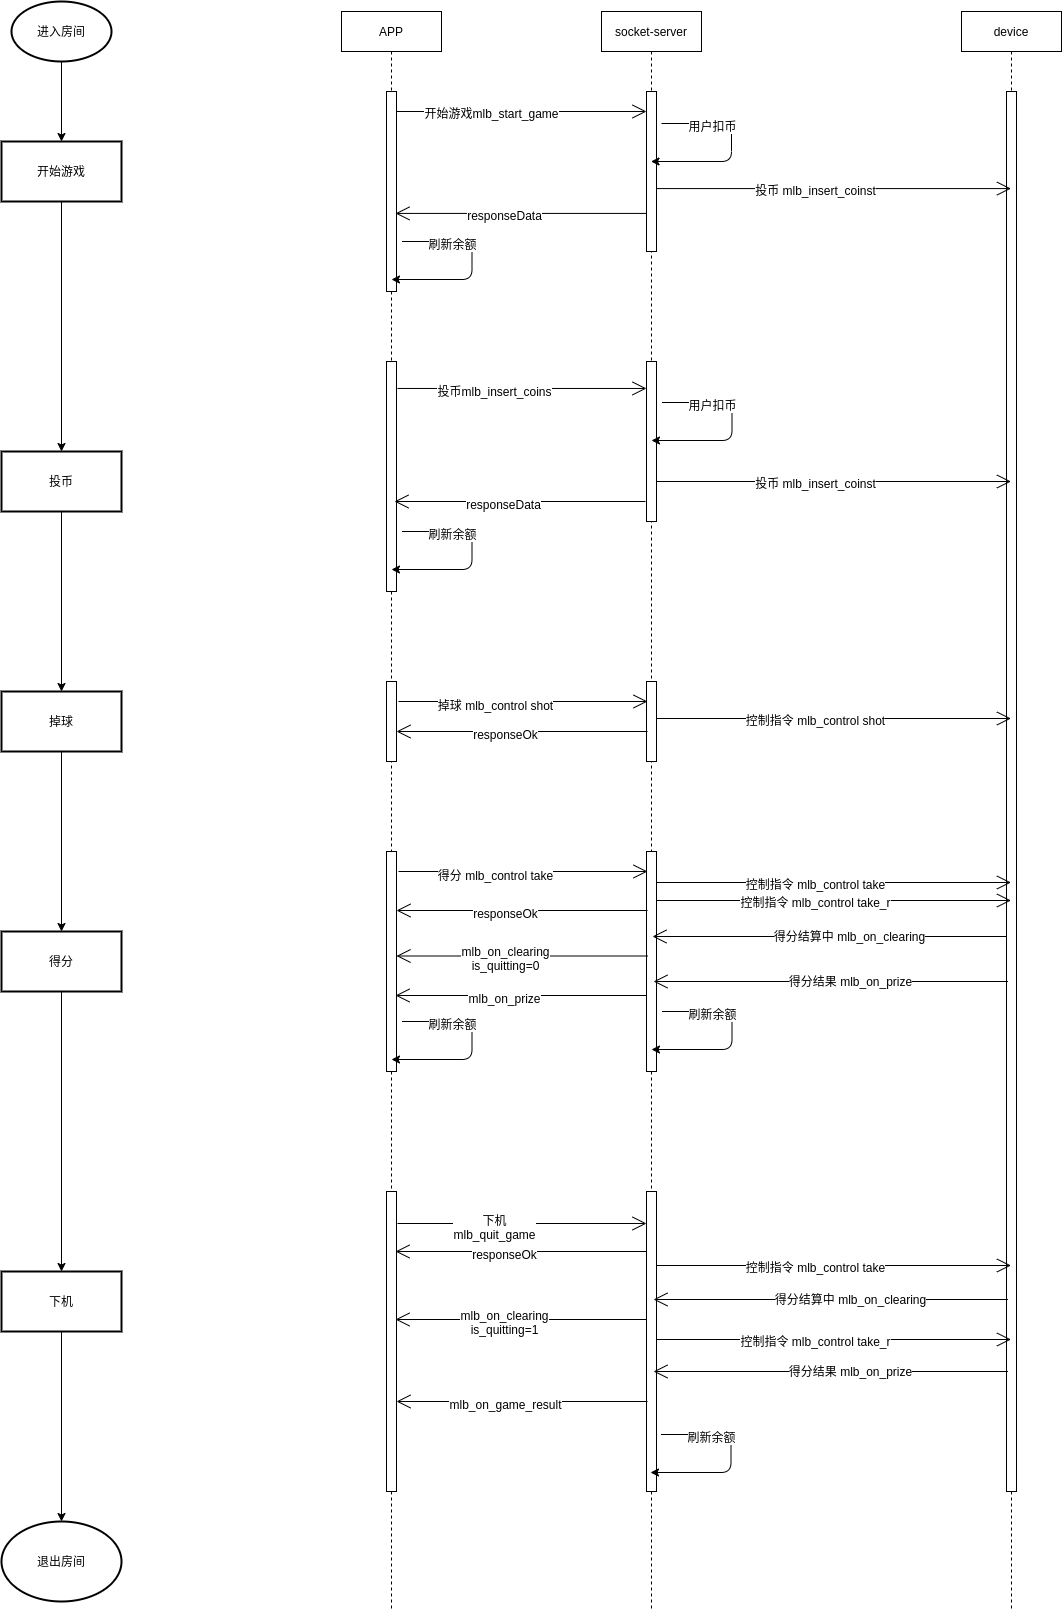 进入房间
APP
socket-server
device
开始游戏mlb_start_game
用户扣币
开始游戏
投币 mlb_insert_coinst
responseData
刷新余额
投币mlb_insert_coins
用户扣币
投币
投币 mlb_insert_coinst
responseData
刷新余额
掉球 mlb_control shot
掉球
控制指令 mlb_control shot
responseOk
得分 mlb_control take
控制指令 mlb_control take
控制指令 mlb_control take_r
responseOk
得分结算中 mlb_on_clearing
mlb_on_clearing
is_quitting=0
得分
得分结果 mlb_on_prize
mlb_on_prize
刷新余额
刷新余额
下机
mlb_quit_game
responseOk
控制指令 mlb_control take
下机
得分结算中 mlb_on_clearing
mlb_on_clearing
is_quitting=1
控制指令 mlb_control take_r
得分结果 mlb_on_prize
mlb_on_game_result
刷新余额
退出房间